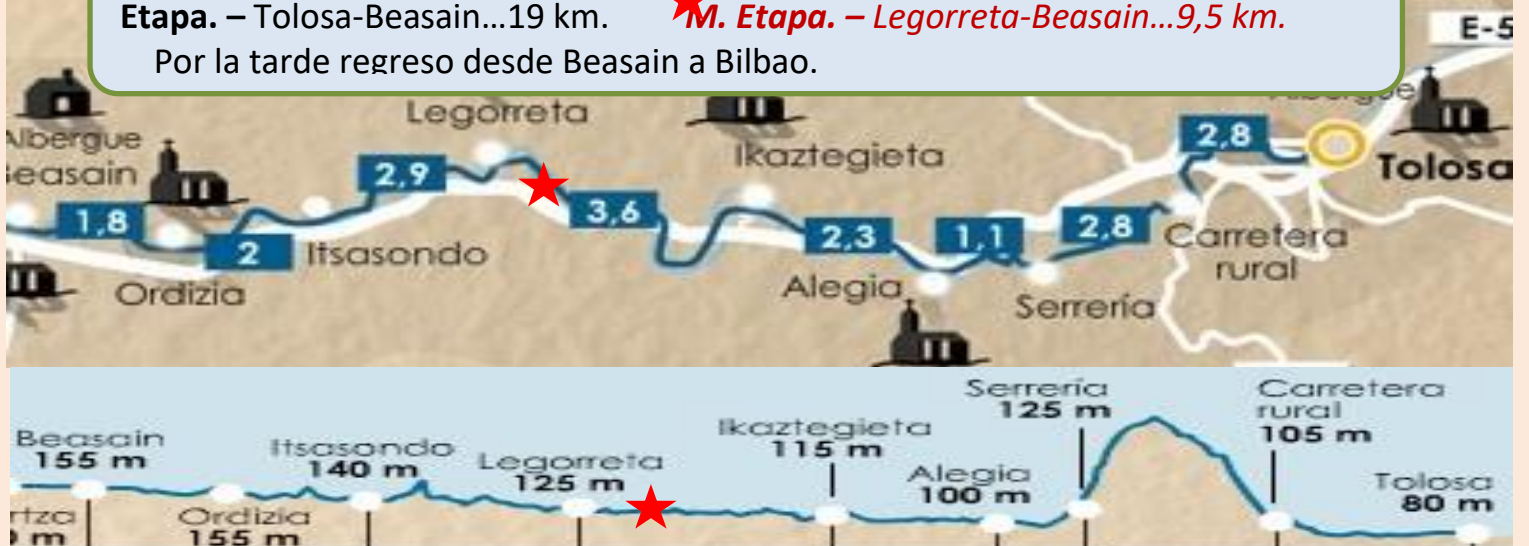 Etapa. – Tolosa-Beasain...19 km. M. Etapa. – Legorreta-Beasain...9,5 km.
Por la tarde regreso desde Beasain a Bilbao.
E-5
Albergue
Legorreta
2,8
Albergue
Beasain
Ikaztegieta
Tolosa
2,9
1,8
3,6
2
Itsasondo
2,3
1,1
2,8
Carretera
rural
Ordizia
Alegia
Serrería
Serrería
125 m
Carretera
rural
105 m
Beasain
155 m
Itsasondo
140 m
Legorreta
125 m
Ikaztegieta
115 m
Alegia
100 m
Tolosa
80 m
Ordizia
155 m